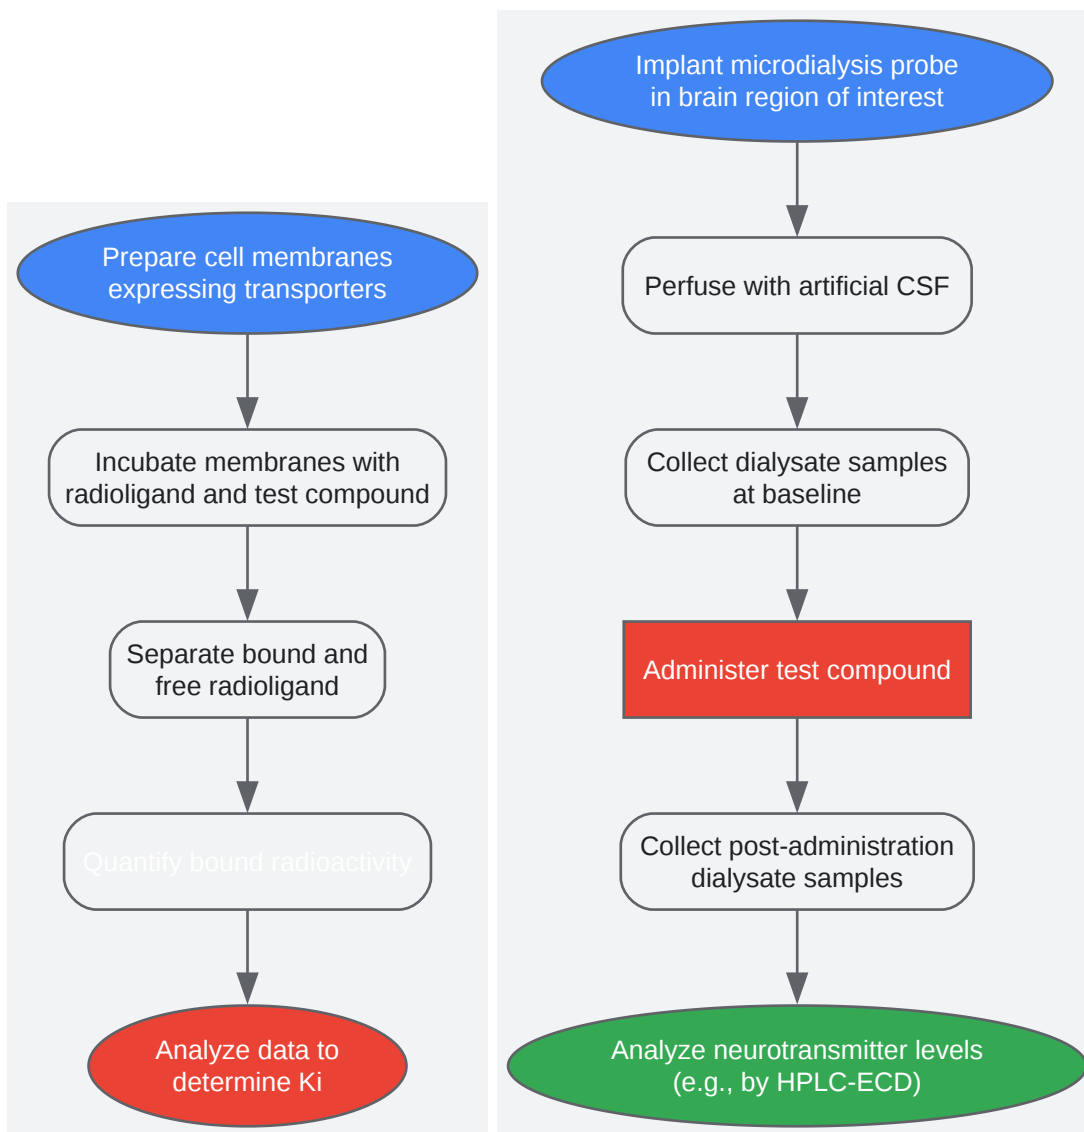 Prepare cell membranes
expressing transporters
Incubate membranes with
radioligand and test compound
Separate bound and
free radioligand
Quantify bound radioactivity
Analyze data to
determine Ki
Implant microdialysis probe
in brain region of interest
Perfuse with artificial CSF
Collect dialysate samples
at baseline
Administer test compound
Collect post-administration
dialysate samples
Analyze neurotransmitter levels
(e.g., by HPLC-ECD)